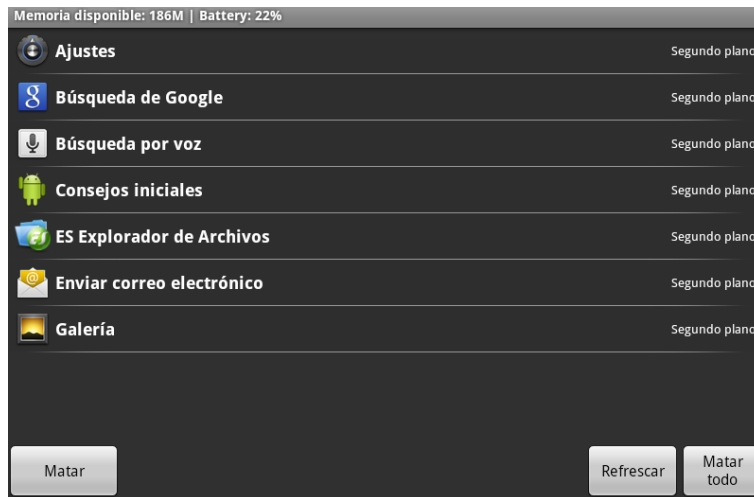 Memoria disponible: 186M | Battery: 22%
Ajustes Segundo plano
Búsqueda de Google Segundo plano
Búsqueda por voz Segundo plano
Consejos iniciales Segundo plano
ES Explorador de Archivos Segundo plano
Enviar correo electrónico Segundo plano
Galería Segundo plano
Matar Refrescar Matar
todo